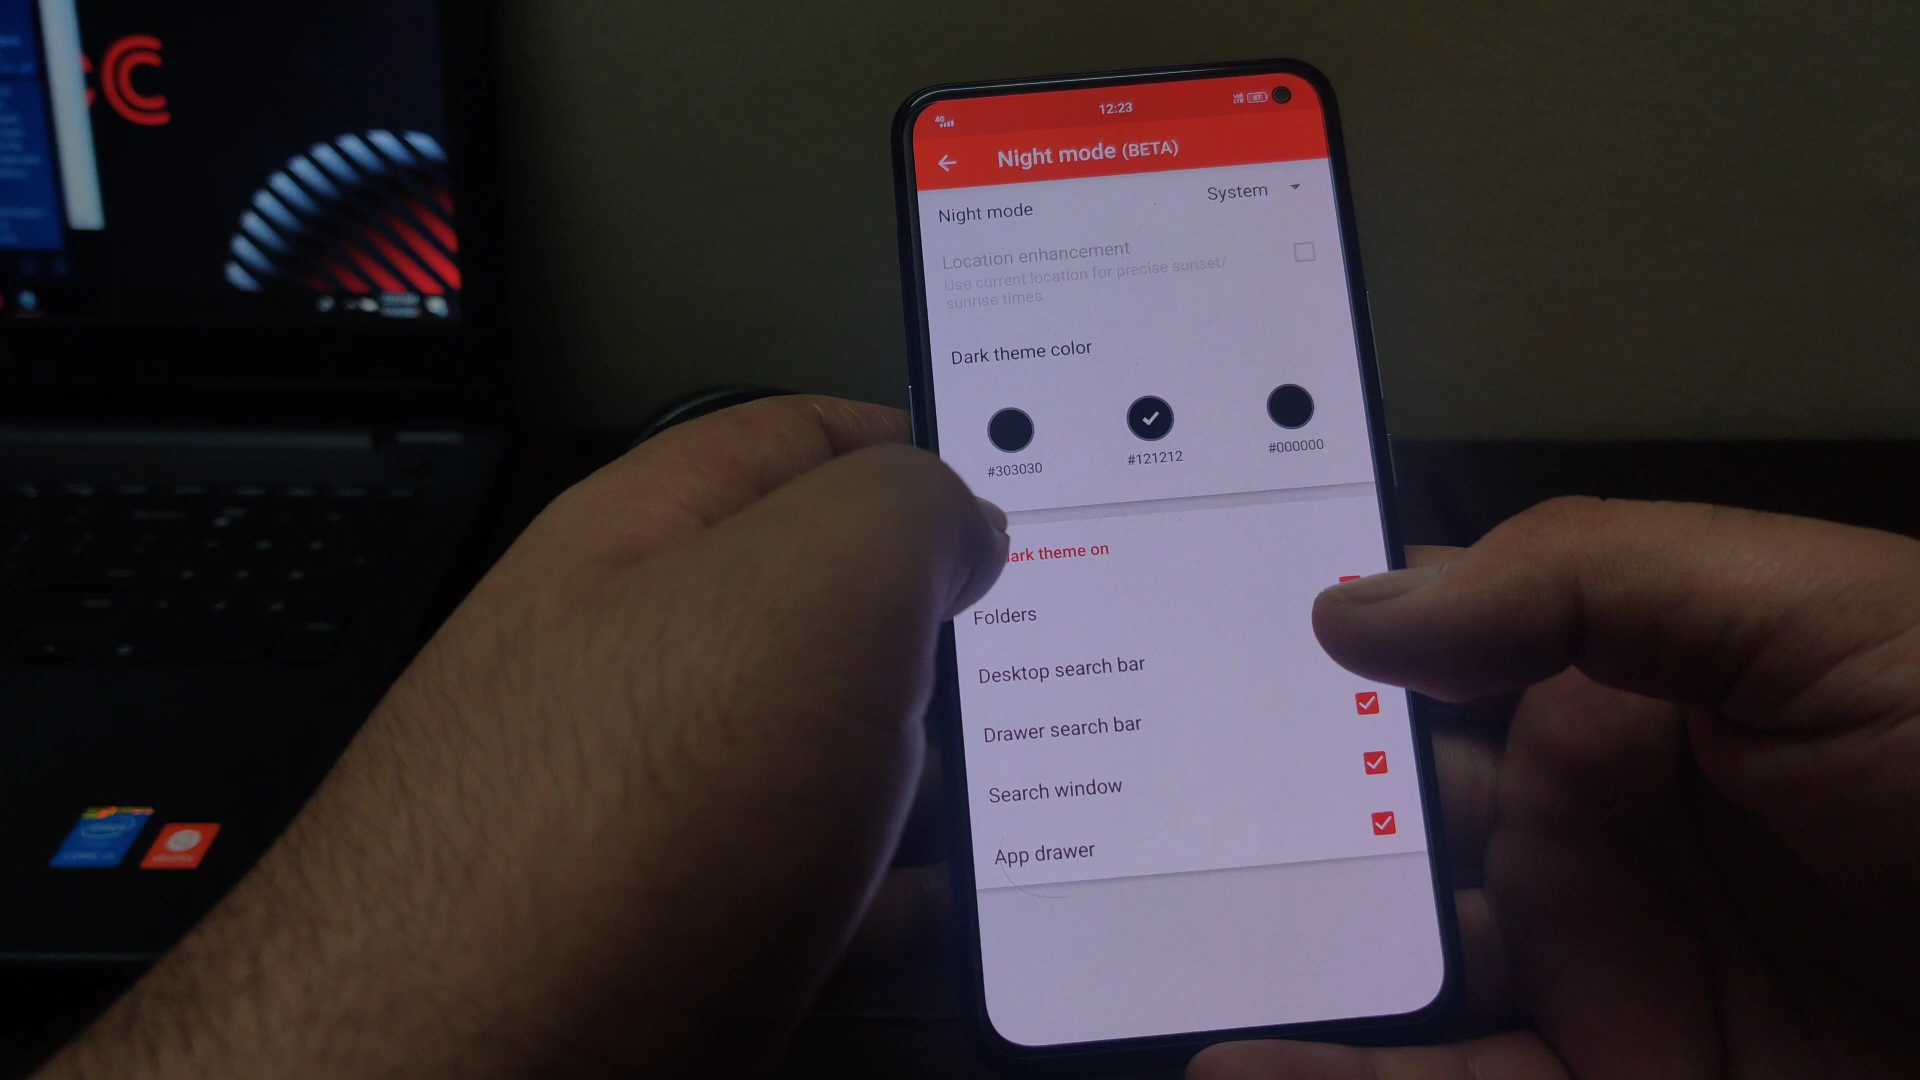 4G
12:23
87
Night mode (BETA)
Night mode
System
Location enhancement
Use current location for precise sunset/
sunrise times
Dark theme color
#303030
#121212
#000000
ark theme on
Folders
Desktop search bar
Drawer search bar
Search window
App drawer